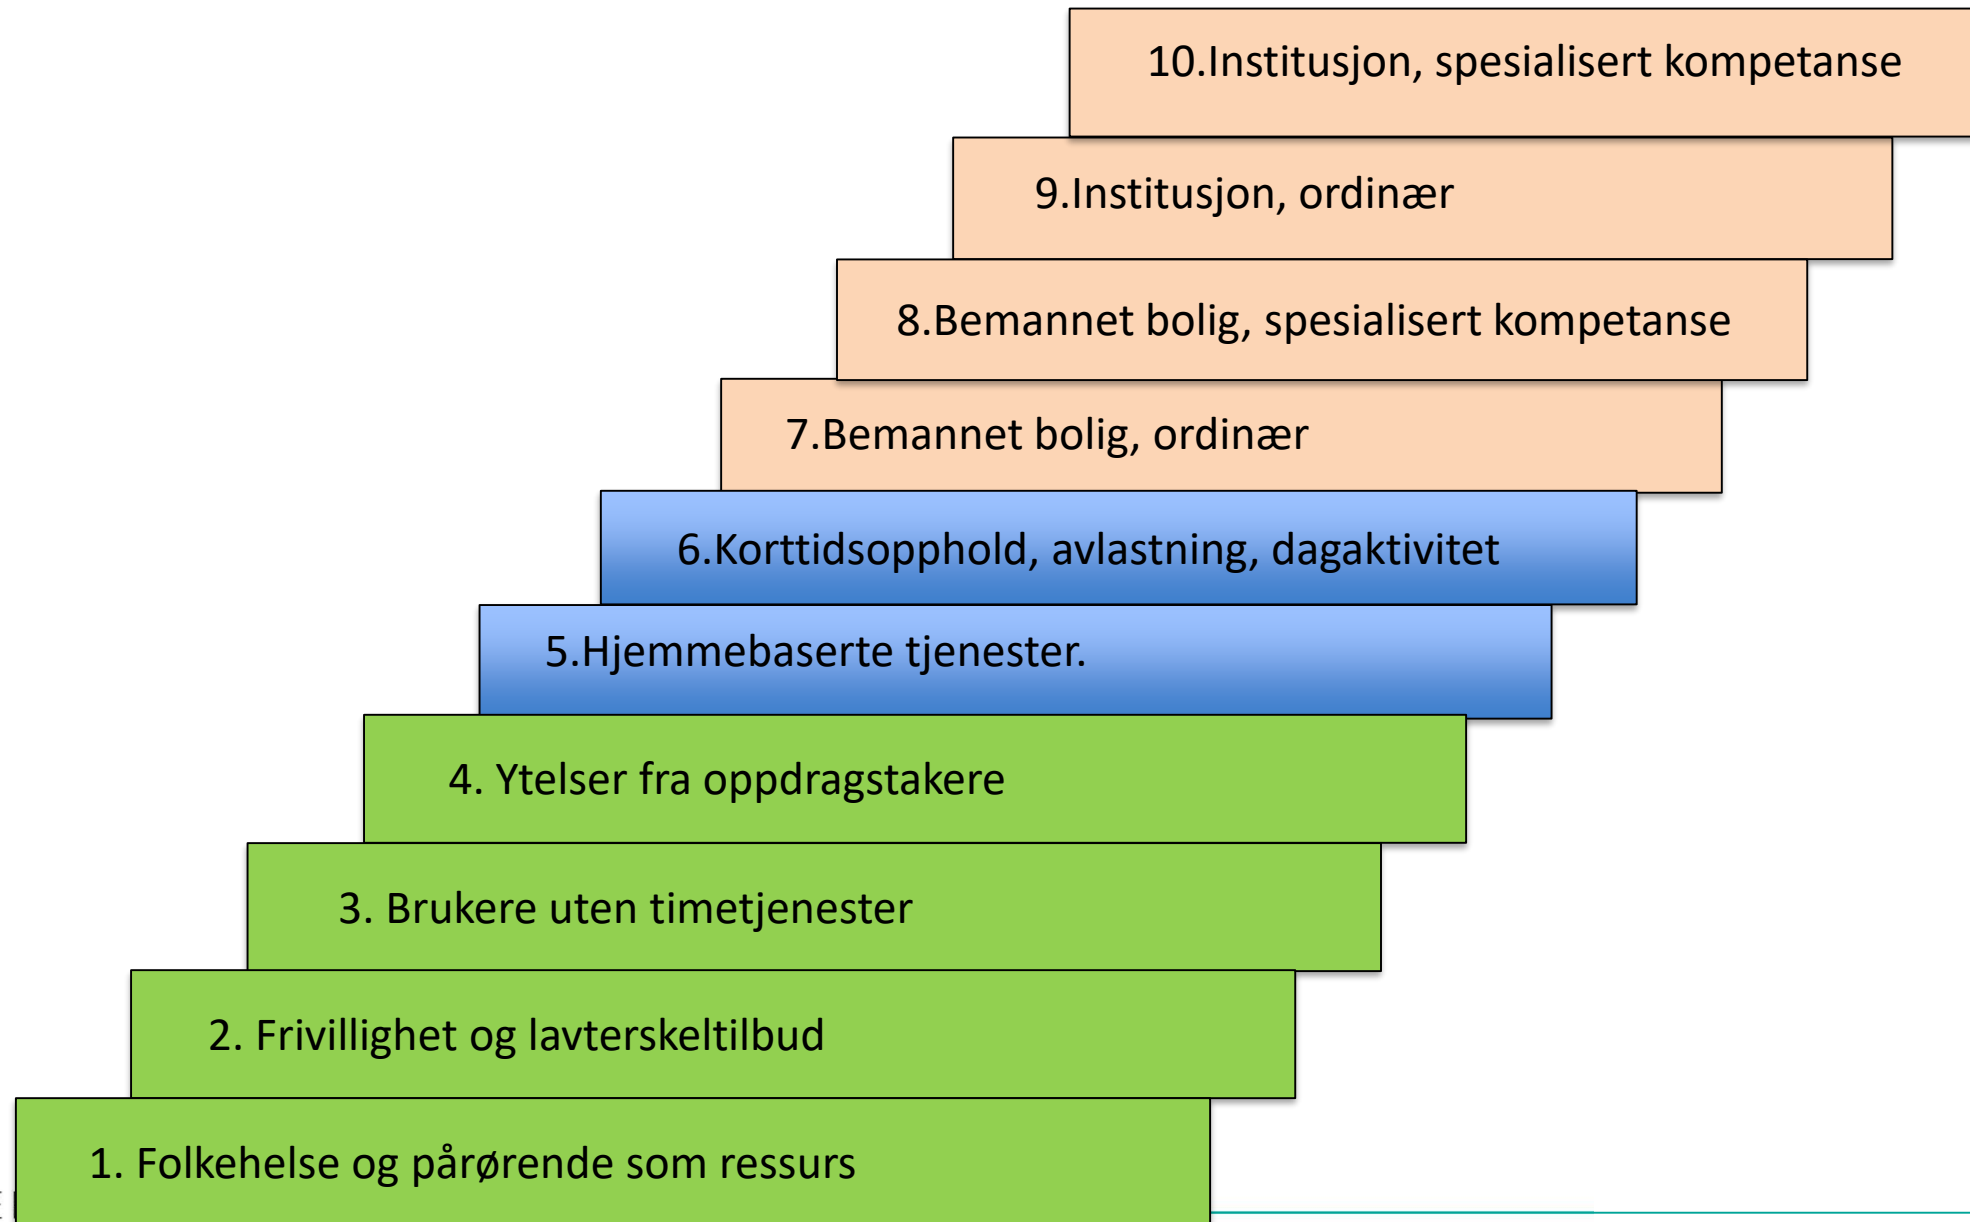 10.Institusjon, spesialisert kompetanse
9.Institusjon, ordinær
8.Bemannet bolig, spesialisert kompetanse
7.Bemannet bolig, ordinær
6.Korttidsopphold, avlastning, dagaktivitet
5.Hjemmebaserte tjenester.
4. Ytelser fra oppdragstakere
3. Brukere uten timetjenester
2. Frivillighet og lavterskeltilbud
1. Folkehelse og pårørende som ressurs